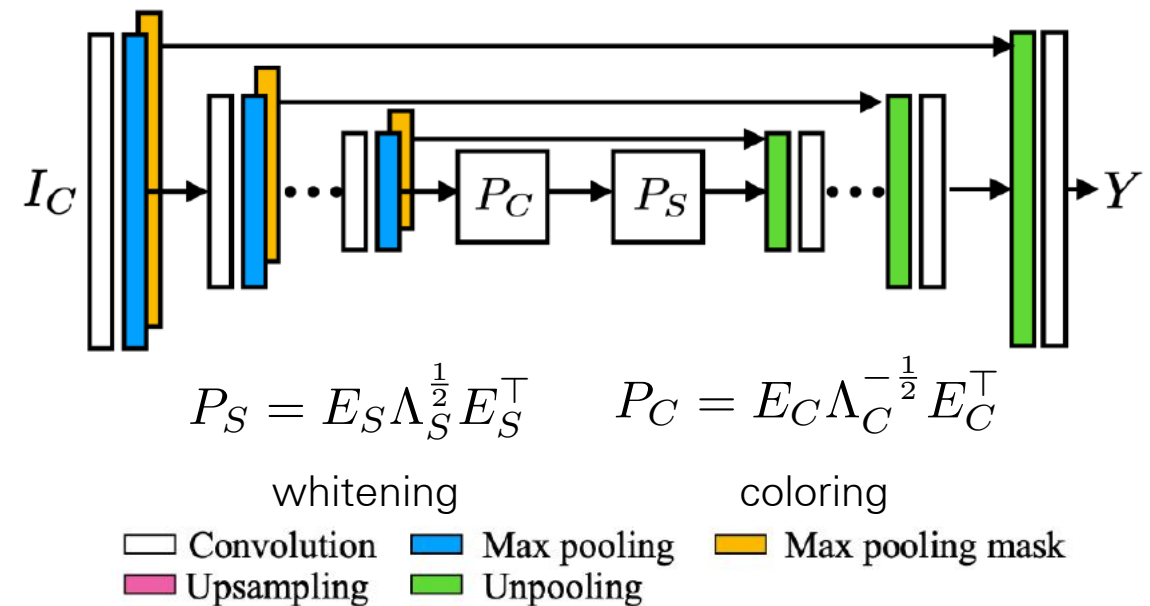 I_C P_C P_S Y
P_S = E_S Λ_S^{1/2} E_S^⊤ P_C = E_C Λ_C^{-1/2} E_C^⊤
whitening coloring
Convolution Max pooling Max pooling mask
Upsampling Unpooling